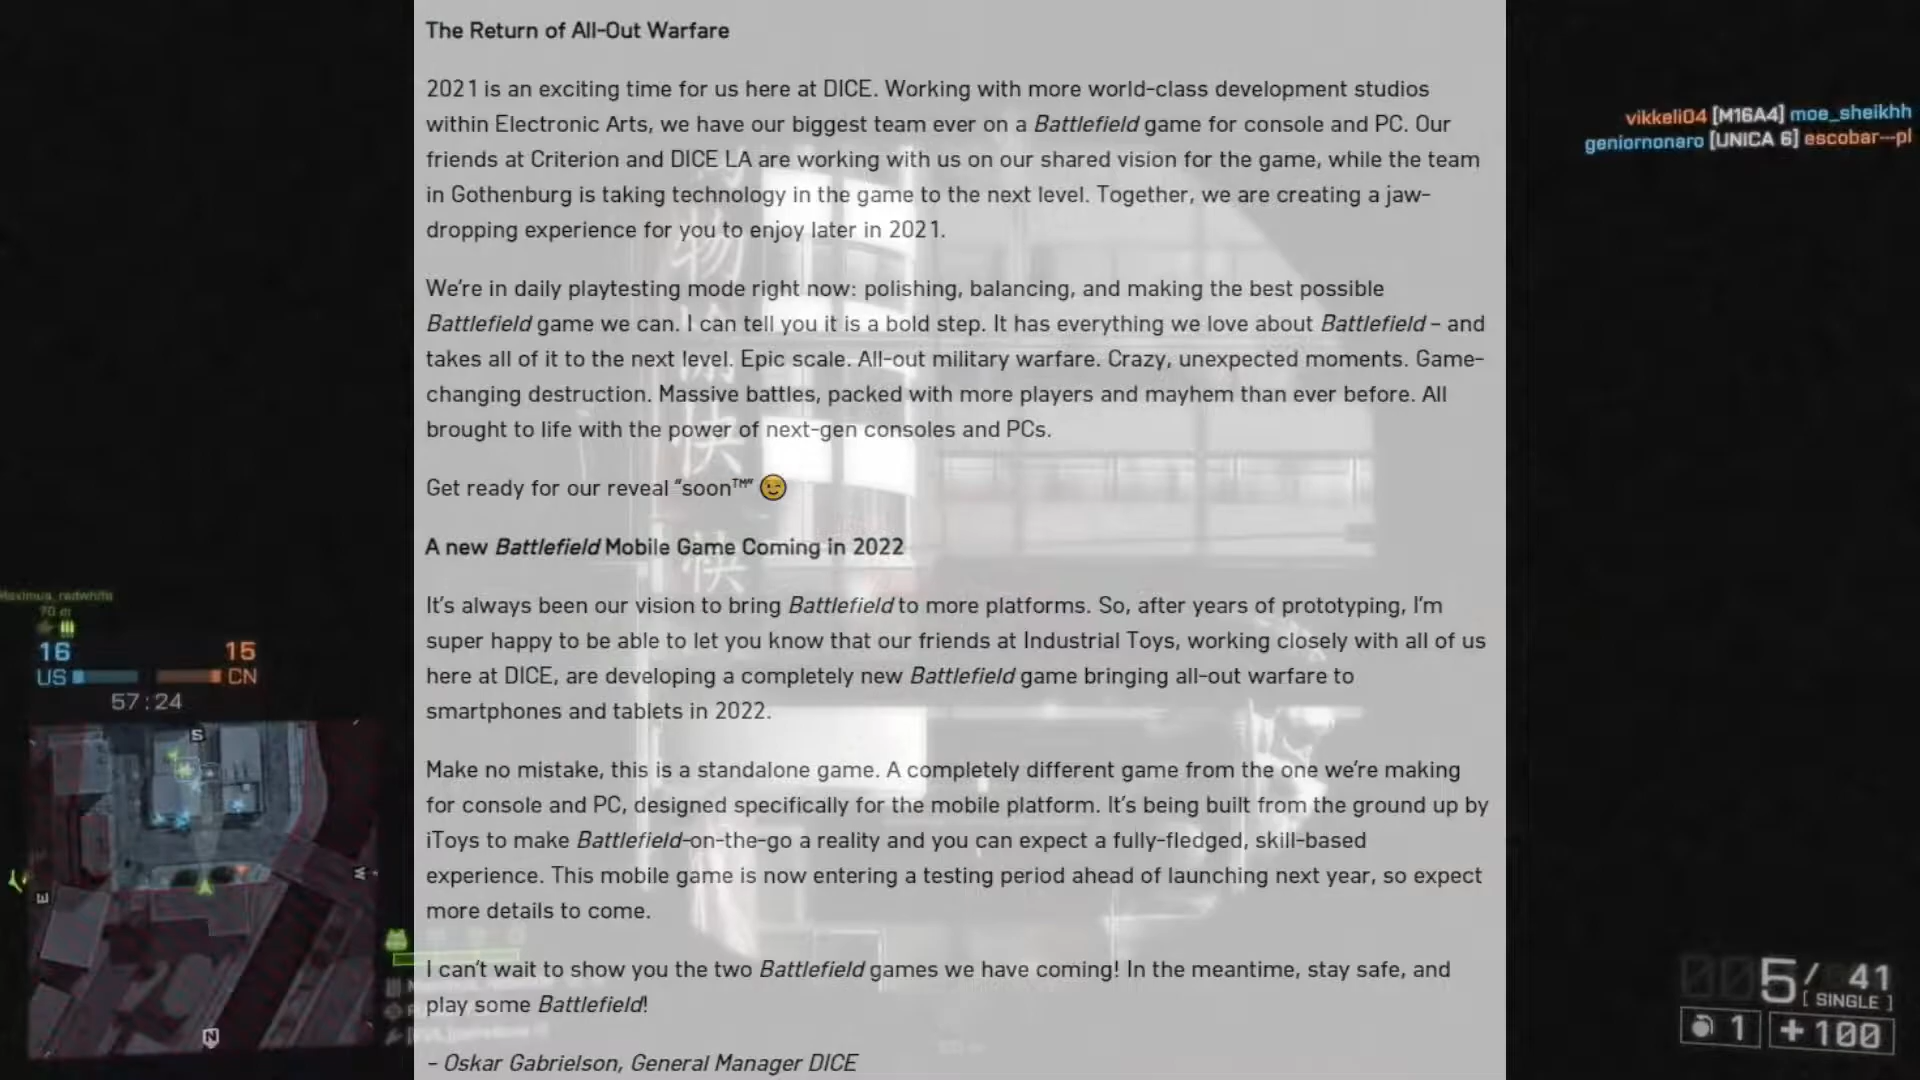 The Return of All-Out Warfare
2021 is an exciting time for us here at DICE. Working with more world-class development studios
within Electronic Arts, we have our biggest team ever on a Battlefield game for console and PC. Our
friends at Criterion and DICE LA are working with us on our shared vision for the game, while the team
in Gothenburg is taking technology in the game to the next level. Together, we are creating a jaw-
dropping experience for you to enjoy later in 2021.
We're in daily playtesting mode right now: polishing, balancing, and making the best possible
Battlefield game we can. I can tell you it is a bold step. It has everything we love about Battlefield – and
takes all of it to the next level. Epic scale. All-out military warfare. Crazy, unexpected moments. Game-
changing destruction. Massive battles, packed with more players and mayhem than ever before. All
brought to life with the power of next-gen consoles and PCs.
Get ready for our reveal “soon™” 😉
A new Battlefield Mobile Game Coming in 2022
It's always been our vision to bring Battlefield to more platforms. So, after years of prototyping, I'm
super happy to be able to let you know that our friends at Industrial Toys, working closely with all of us
here at DICE, are developing a completely new Battlefield game bringing all-out warfare to
smartphones and tablets in 2022.
Make no mistake, this is a standalone game. A completely different game from the one we're making
for console and PC, designed specifically for the mobile platform. It's being built from the ground up by
iToys to make Battlefield-on-the-go a reality and you can expect a fully-fledged, skill-based
experience. This mobile game is now entering a testing period ahead of launching next year, so expect
more details to come.
I can't wait to show you the two Battlefield games we have coming! In the meantime, stay safe, and
play some Battlefield!
– Oskar Gabrielson, General Manager DICE
vikkeli04 [M16A4] moe_sheikhh
geniornonaro [UNICA 6] escobar---pl
物
愉
快
快
70 m
16 15
US CN
57:24
S
W
E
N
5/ 41
[ SINGLE ]
1 +100